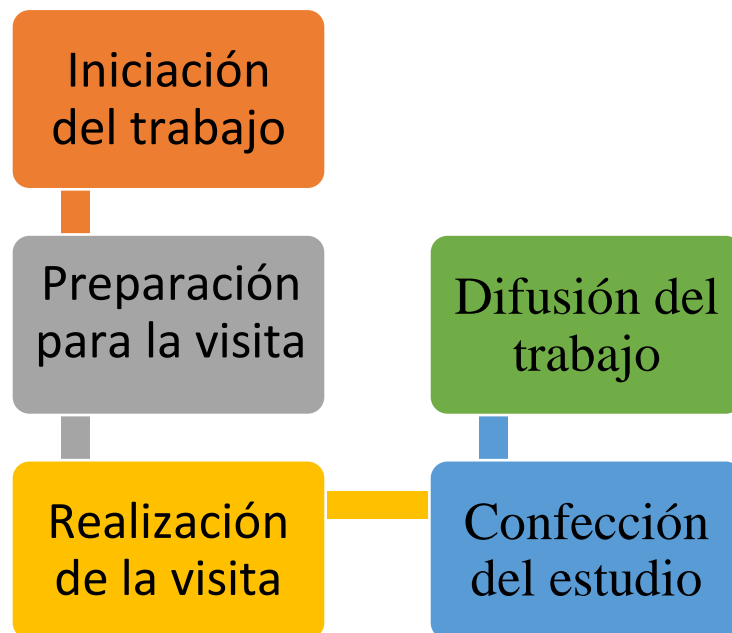 Iniciación
del trabajo
Preparación
para la visita
Realización
de la visita
Confección
del estudio
Difusión del
trabajo